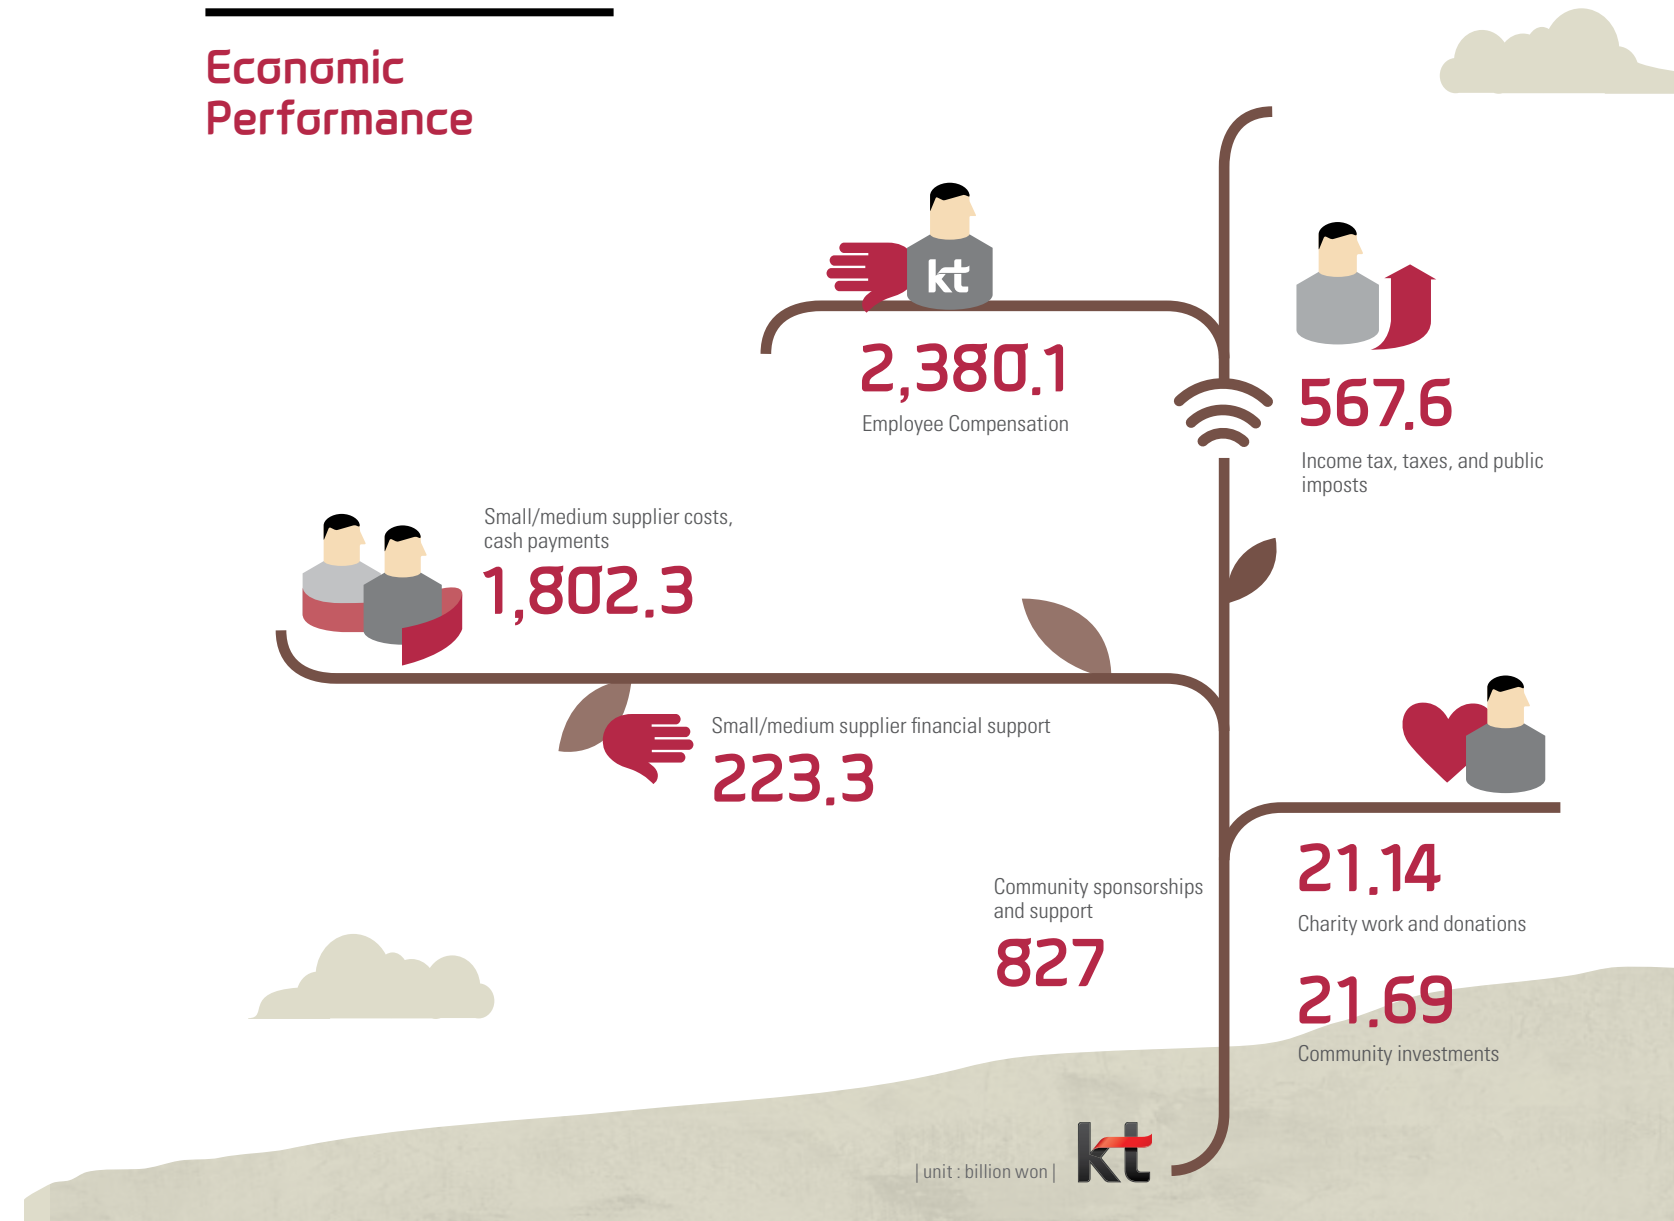 Economic
Performance
kt
2,380.1
Employee Compensation
567.6
Income tax, taxes, and public
imposts
Small/medium supplier costs,
cash payments
1,802.3
Small/medium supplier financial support
223.3
21.14
Charity work and donations
Community sponsorships
and support
827
21.69
Community investments
| unit : billion won |
kt